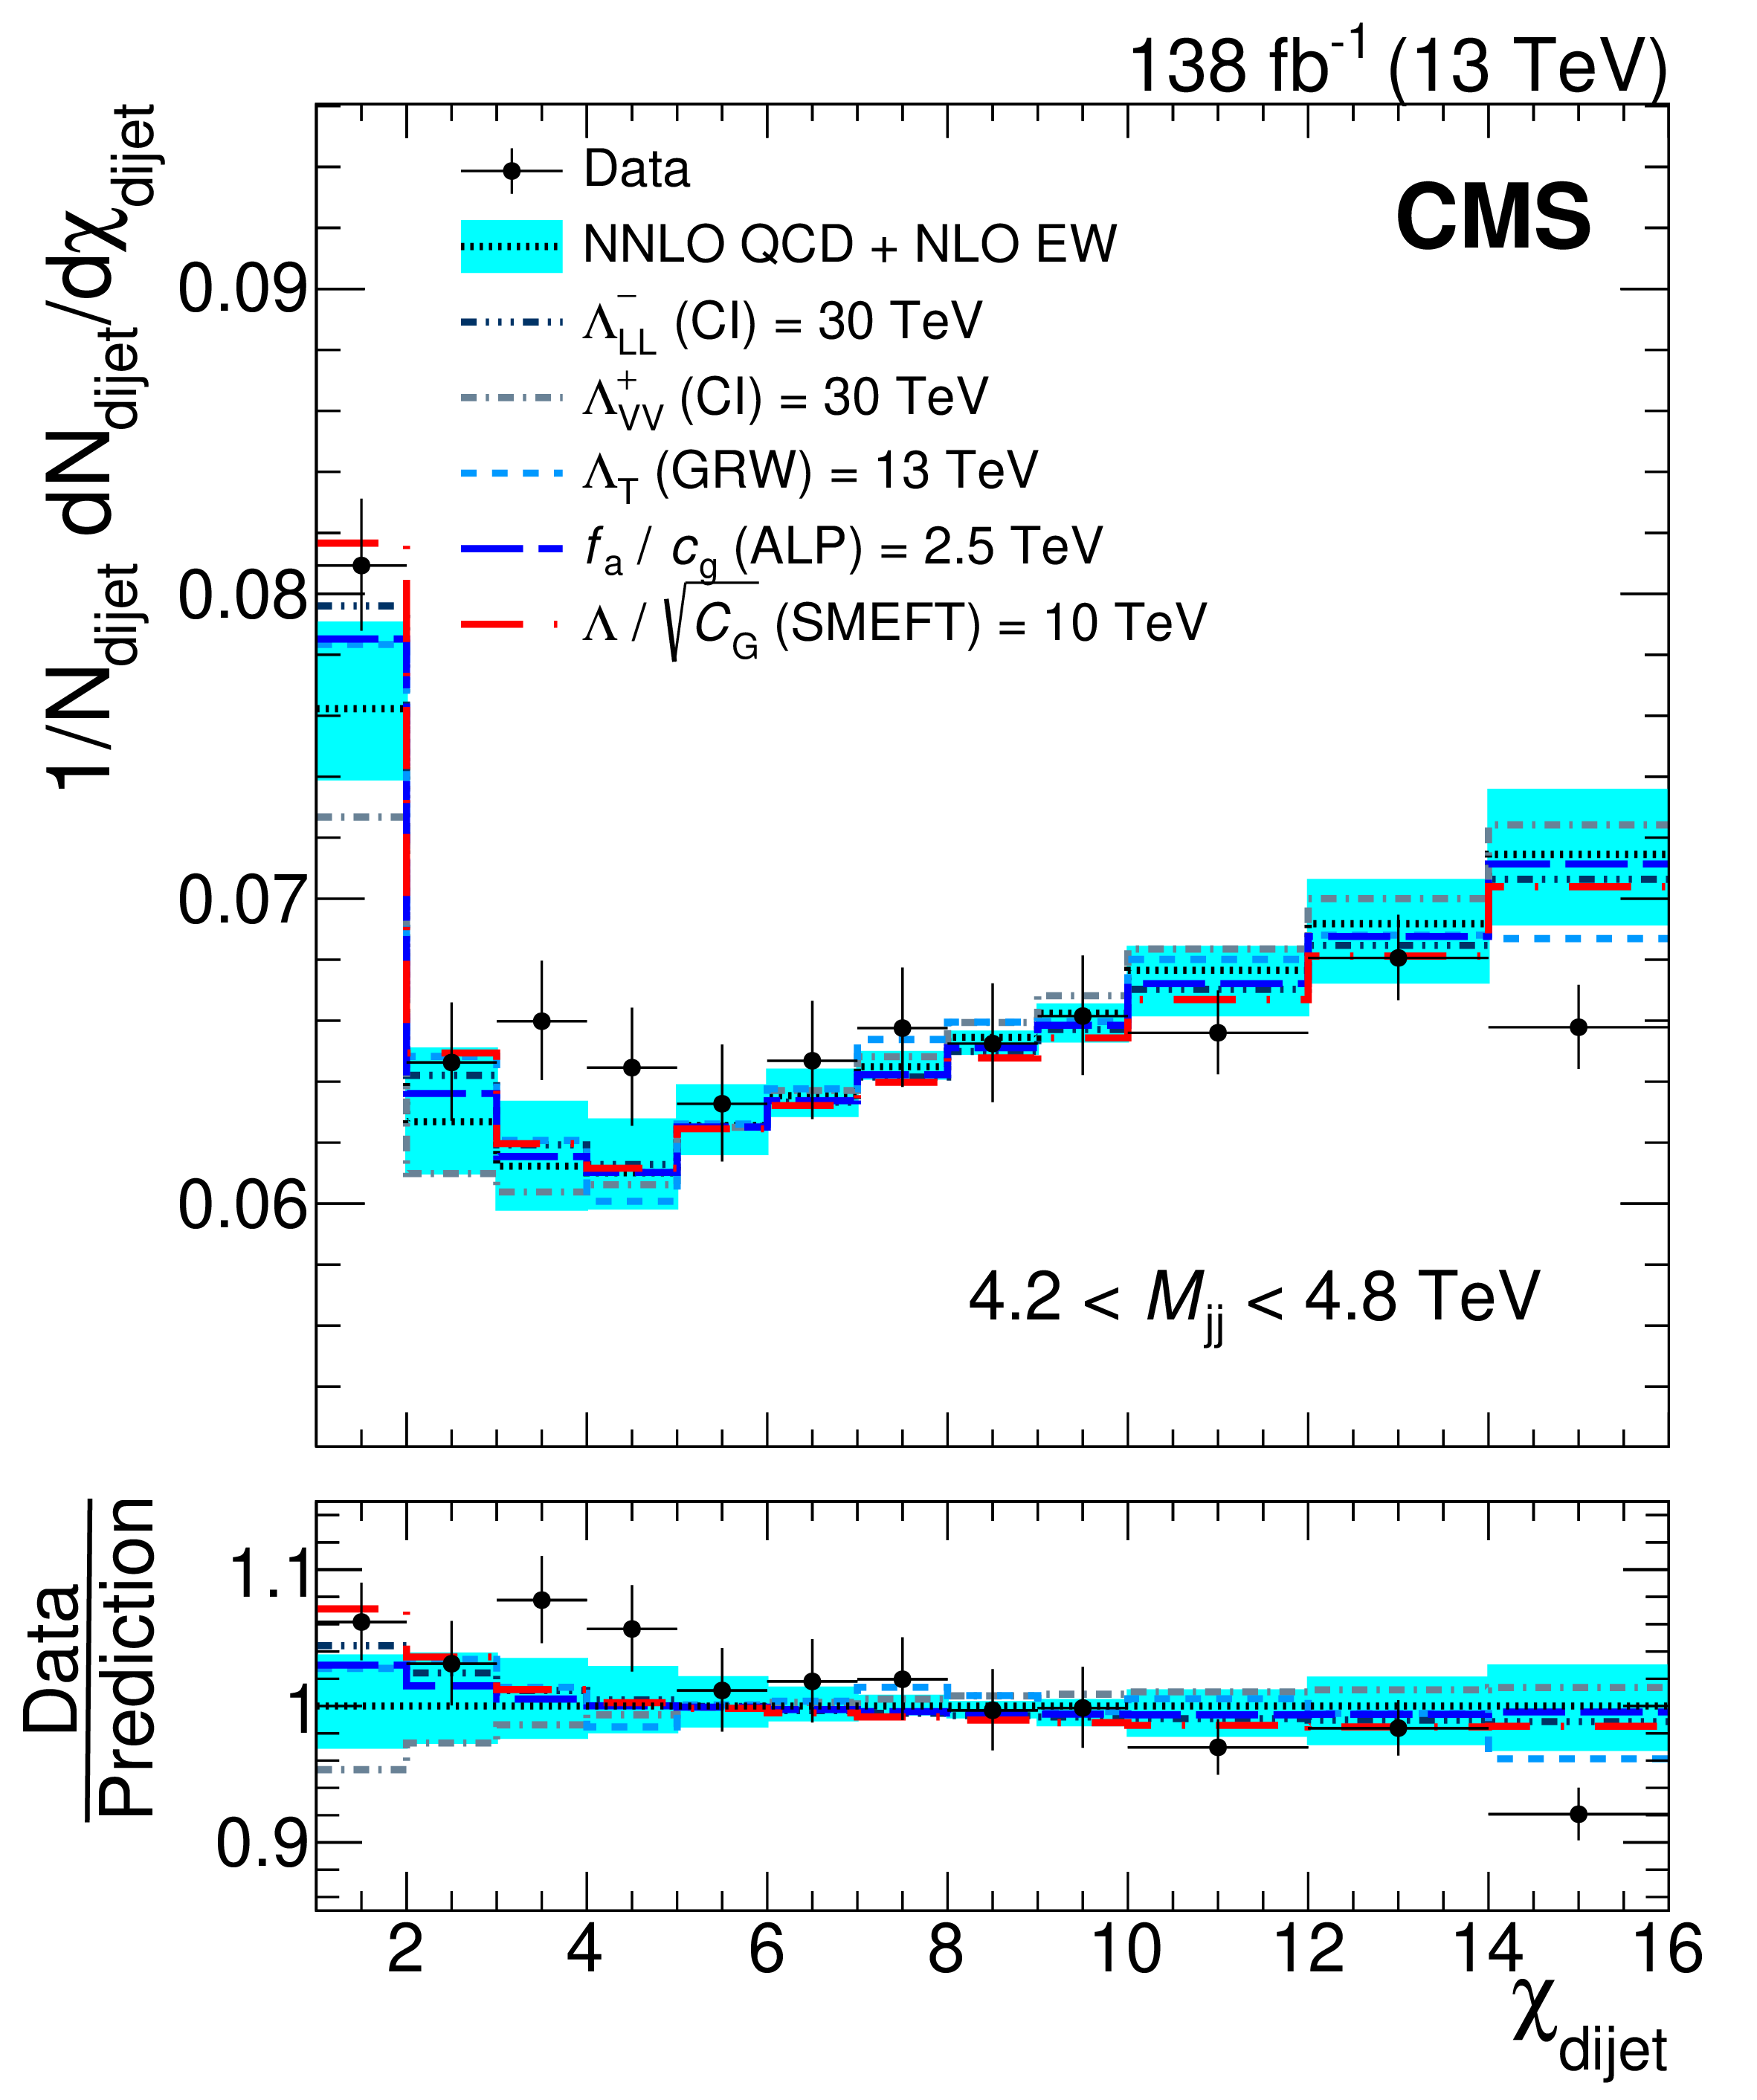 138 fb⁻¹ (13 TeV)
CMS
Data
NNLO QCD + NLO EW
Λ⁻LL (CI) = 30 TeV
Λ⁺VV (CI) = 30 TeV
ΛT (GRW) = 13 TeV
fa / cg (ALP) = 2.5 TeV
Λ / √CG (SMEFT) = 10 TeV
1/Ndijet dNdijet/dχdijet
0.09
0.08
0.07
0.06
4.2 < Mjj < 4.8 TeV
Data
Prediction
1.1
1
0.9
2 4 6 8 10 12 14 16
χdijet